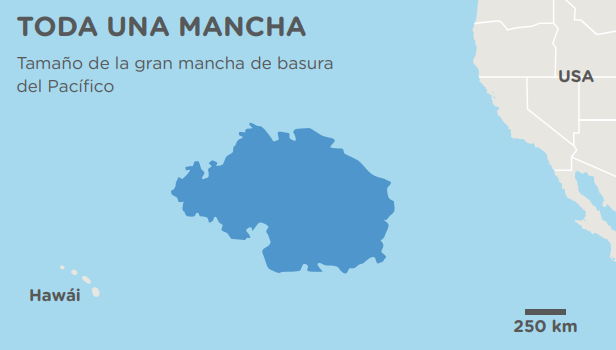 TODA UNA MANCHA
Tamaño de la gran mancha de basura
del Pacífico
USA
Hawái
250 km